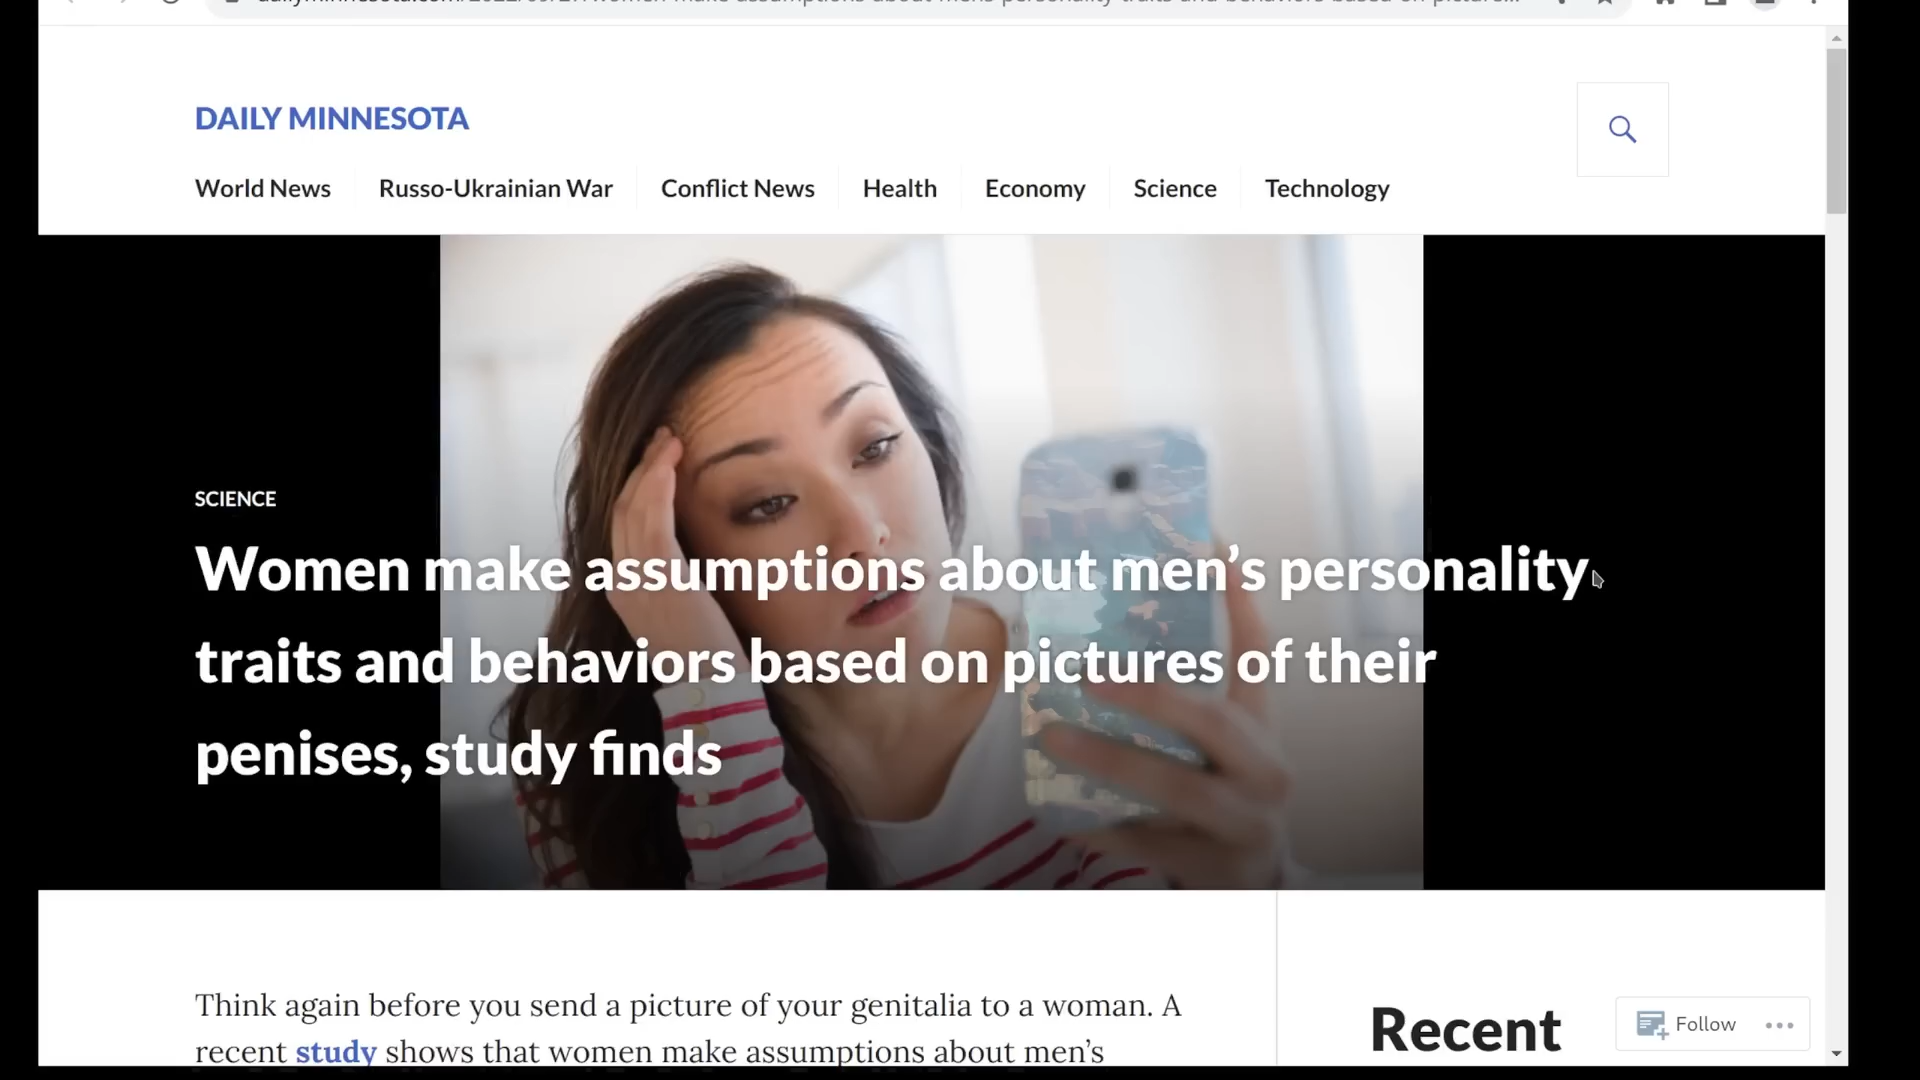 DAILY MINNESOTA
World News
Russo-Ukrainian War
Conflict News
Health
Economy
Science
Technology
SCIENCE
Women make assumptions about men’s personality
traits and behaviors based on pictures of their
penises, study finds
Think again before you send a picture of your genitalia to a woman. A
recent study shows that women make assumptions about men’s
Recent
Follow